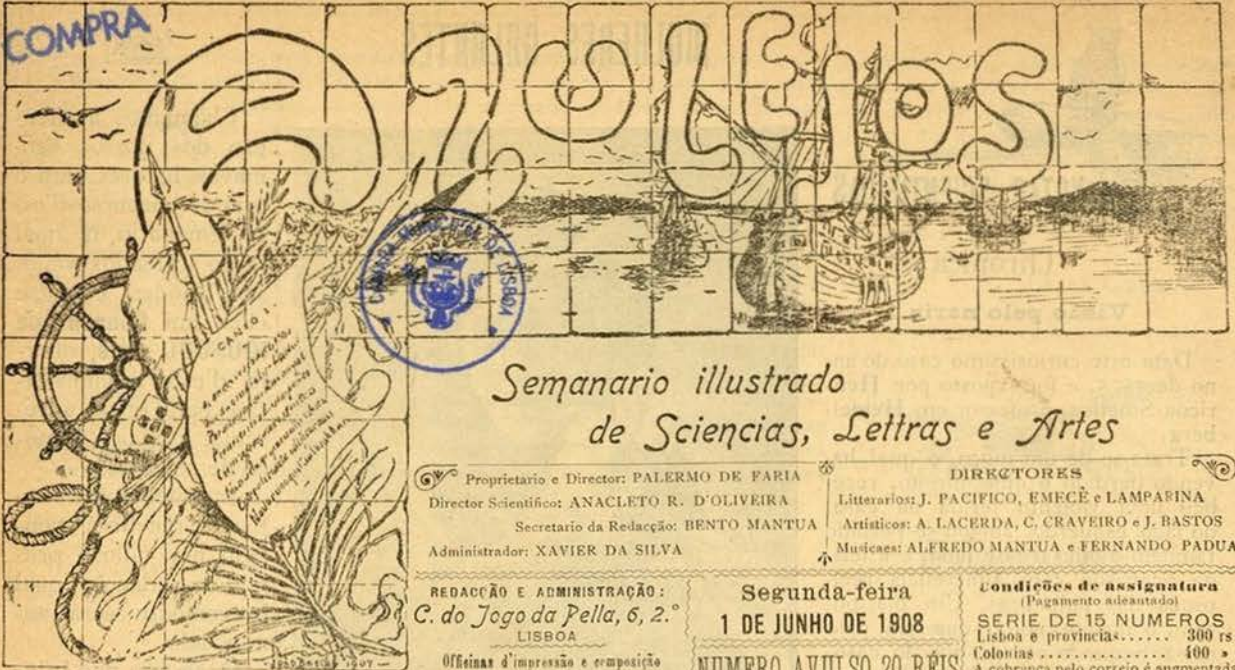 COMPRA
AZULEJOS
CAMARA MUNICIPAL DE LISBOA
CANTO I
Semanario illustrado
de Sciencias, Lettras e Artes
Proprietario e Director: PALERMO DE FARIA
Director Scientifico: ANACLETO R. D'OLIVEIRA
Secretario da Redacção: BENTO MANTUA
Administrador: XAVIER DA SILVA
DIRECTORES
Litterarios: J. PACIFICO, EMECÊ e LAMPARINA
Artisticos: A. LACERDA, C. CRAVEIRO e J. BASTOS
Musicaes: ALFREDO MANTUA e FERNANDO PADUA
REDACÇÃO E ADMINISTRAÇÃO:
C. do Jogo da Pella, 6, 2.º
LISBOA
Officinas d'impressão e composição
Segunda-feira
1 DE JUNHO DE 1908
NUMERO AVULSO 20 RÉIS
Condições de assignatura
(Pagamento adeantado)
SERIE DE 15 NUMEROS
Lisboa e provincias...... 300 rs
Colonias ............... 400 »
A cobrança pelo correio é augmentada